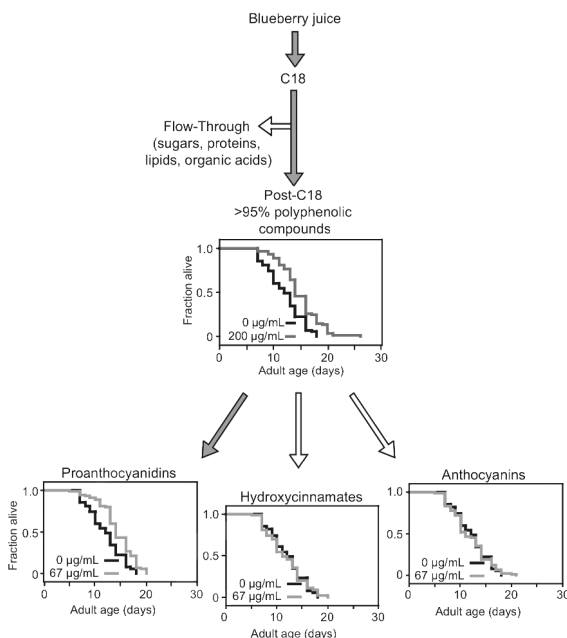 Blueberry juice
C18
Flow-Through
(sugars, proteins,
lipids, organic acids)
Post-C18
>95% polyphenolic
compounds
Fraction alive
1.0
0.5
0
0 µg/mL
200 µg/mL
0 10 20 30
Adult age (days)
Proanthocyanidins
Fraction alive
1.0
0.5
0
0 µg/mL
67 µg/mL
0 10 20 30
Adult age (days)
Hydroxycinnamates
1.0
0.5
0
0 µg/mL
67 µg/mL
0 10 20 30
Adult age (days)
Anthocyanins
1.0
0.5
0
0 µg/mL
67 µg/mL
0 10 20 30
Adult age (days)